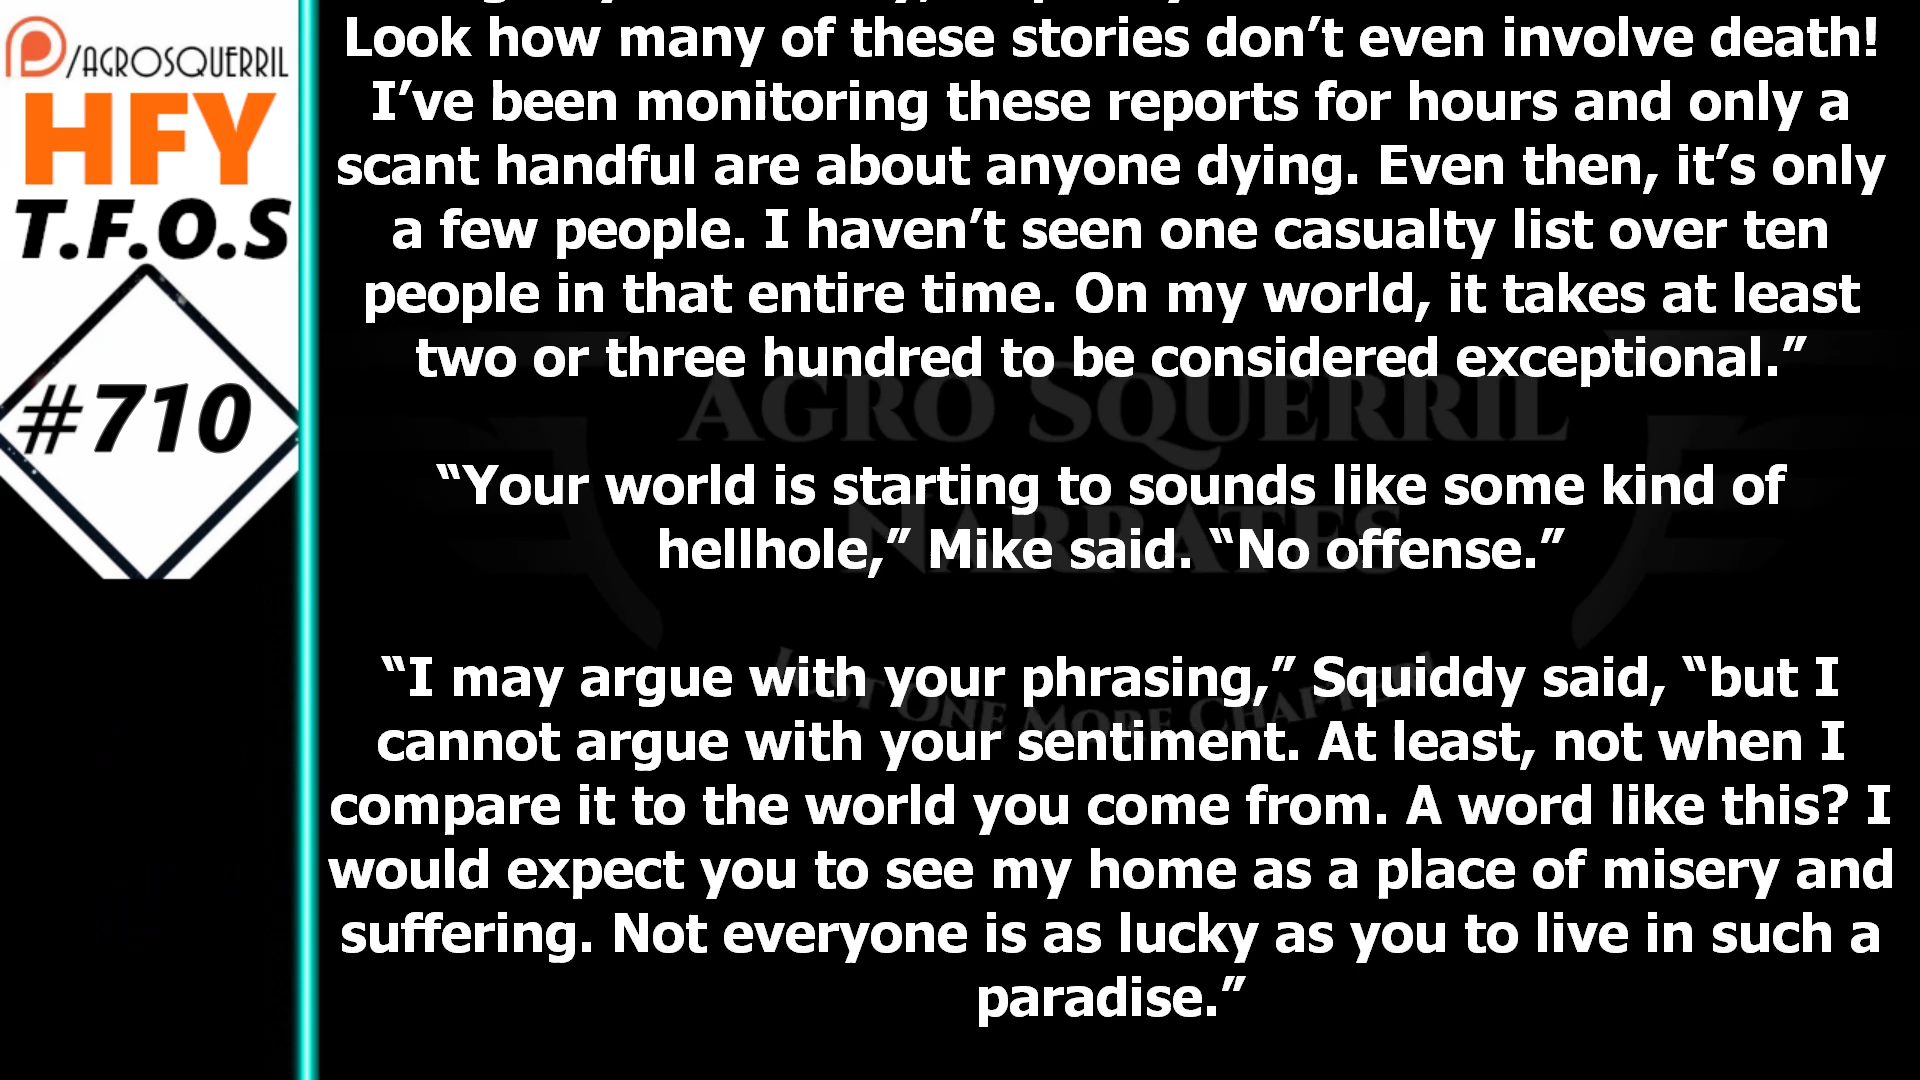 /AGROSQUERRIL
HFY
T.F.O.S
#710
Look how many of these stories don’t even involve death!
I’ve been monitoring these reports for hours and only a
scant handful are about anyone dying. Even then, it’s only
a few people. I haven’t seen one casualty list over ten
people in that entire time. On my world, it takes at least
two or three hundred to be considered exceptional.”
“Your world is starting to sounds like some kind of
hellhole,” Mike said. “No offense.”
“I may argue with your phrasing,” Squiddy said, “but I
cannot argue with your sentiment. At least, not when I
compare it to the world you come from. A word like this? I
would expect you to see my home as a place of misery and
suffering. Not everyone is as lucky as you to live in such a
paradise.”
AGRO SQUERRIL
NARRATES
JUST ONE MORE CHAPTER!